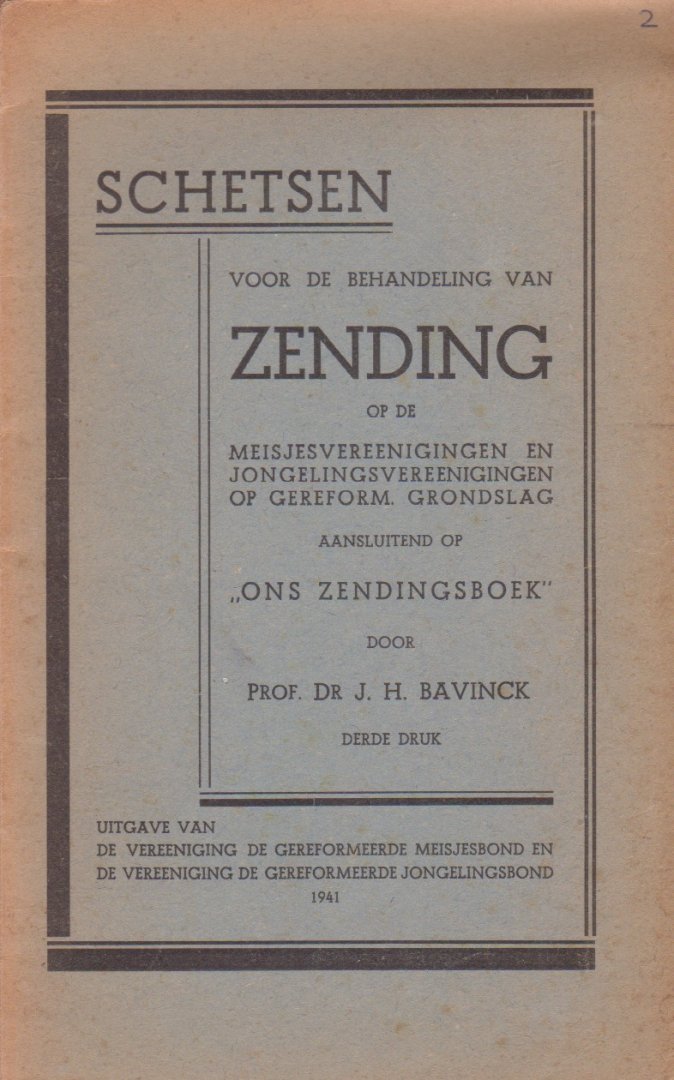 2
SCHETSEN
VOOR DE BEHANDELING VAN
ZENDING
OP DE
MEISJESVEREENIGINGEN EN
JONGELINGSVEREENIGINGEN
OP GEREFORM. GRONDSLAG
AANSLUITEND OP
„ONS ZENDINGSBOEK"
DOOR
PROF. DR J. H. BAVINCK
DERDE DRUK
UITGAVE VAN
DE VEREENIGING DE GEREFORMEERDE MEISJESBOND EN
DE VEREENIGING DE GEREFORMEERDE JONGELINGSBOND
1941